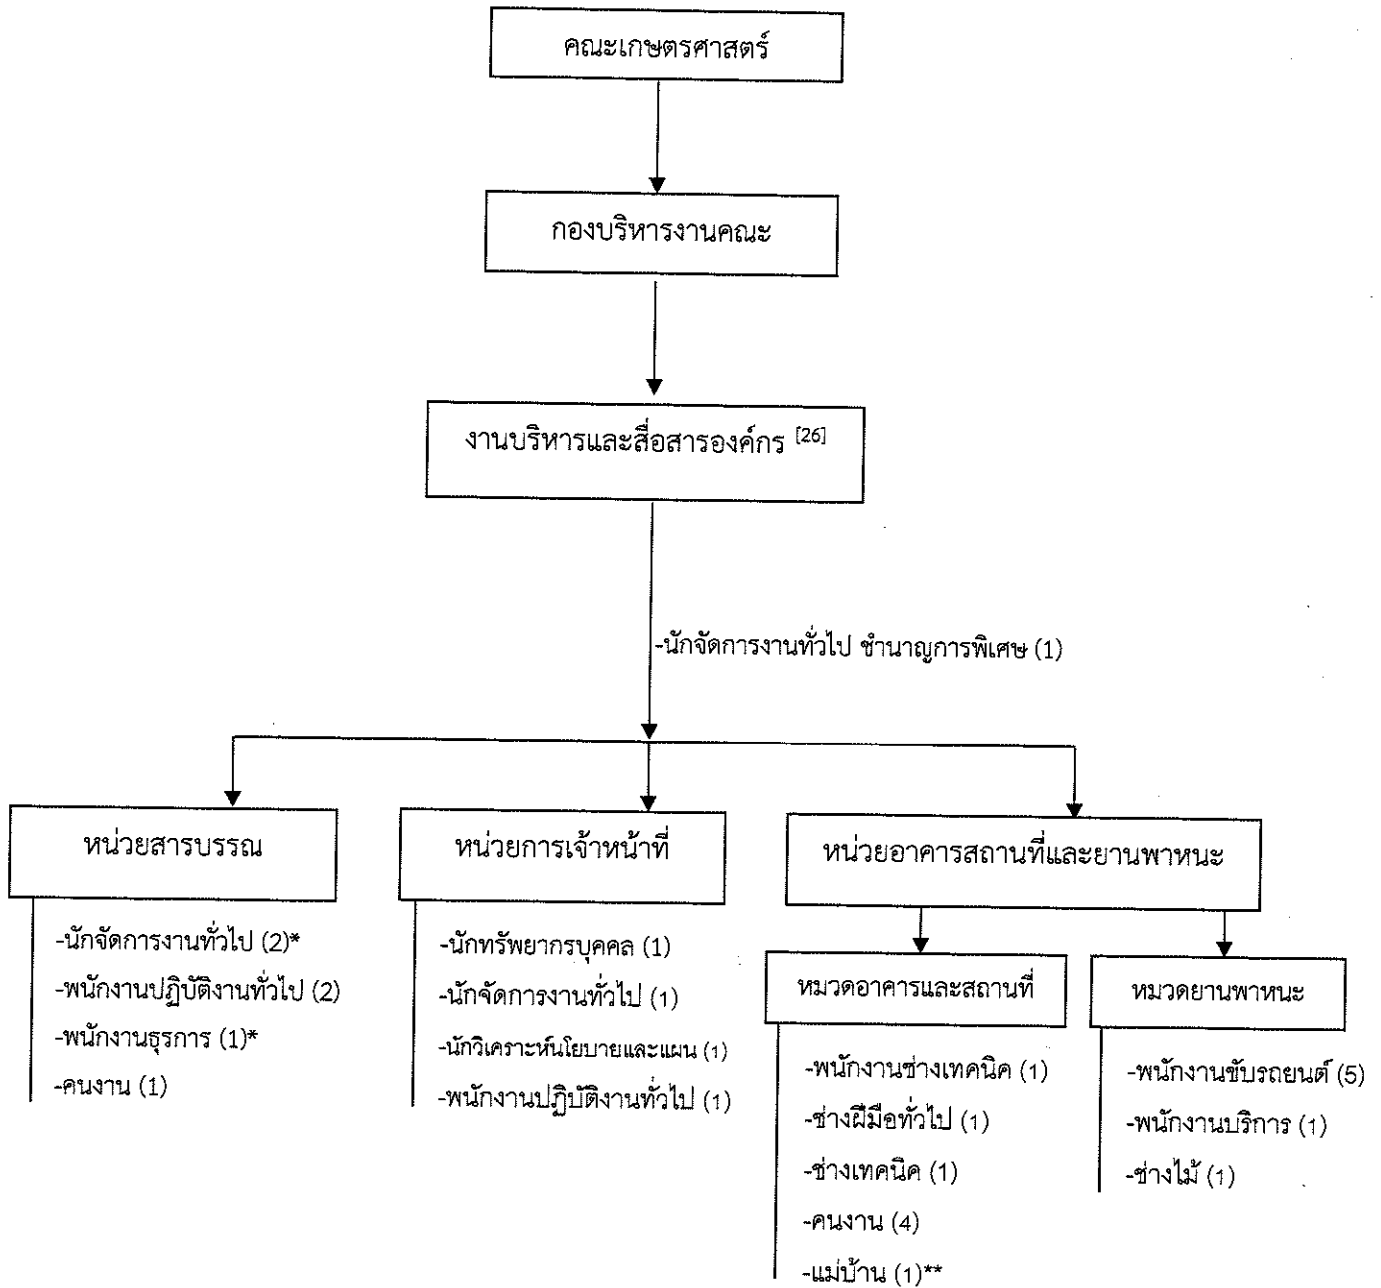 คณะเกษตรศาสตร์
กองบริหารงานคณะ
งานบริหารและสื่อสารองค์กร [26]
-นักจัดการงานทั่วไป ชำนาญการพิเศษ (1)
หน่วยสารบรรณ
-นักจัดการงานทั่วไป (2)*
-พนักงานปฏิบัติงานทั่วไป (2)
-พนักงานธุรการ (1)*
-คนงาน (1)
หน่วยการเจ้าหน้าที่
-นักทรัพยากรบุคคล (1)
-นักจัดการงานทั่วไป (1)
-นักวิเคราะห์นโยบายและแผน (1)
-พนักงานปฏิบัติงานทั่วไป (1)
หน่วยอาคารสถานที่และยานพาหนะ
หมวดอาคารและสถานที่
-พนักงานช่างเทคนิค (1)
-ช่างฝีมือทั่วไป (1)
-ช่างเทคนิค (1)
-คนงาน (4)
-แม่บ้าน (1)**
หมวดยานพาหนะ
-พนักงานขับรถยนต์ (5)
-พนักงานบริการ (1)
-ช่างไม้ (1)